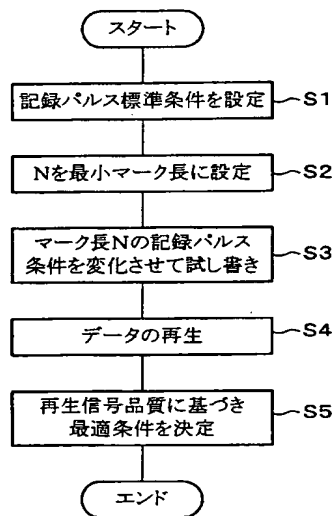 スタート
記録パルス標準条件を設定
S1
Nを最小マーク長に設定
S2
マーク長Nの記録パルス
条件を変化させて試し書き
S3
データの再生
S4
再生信号品質に基づき
最適条件を決定
S5
エンド